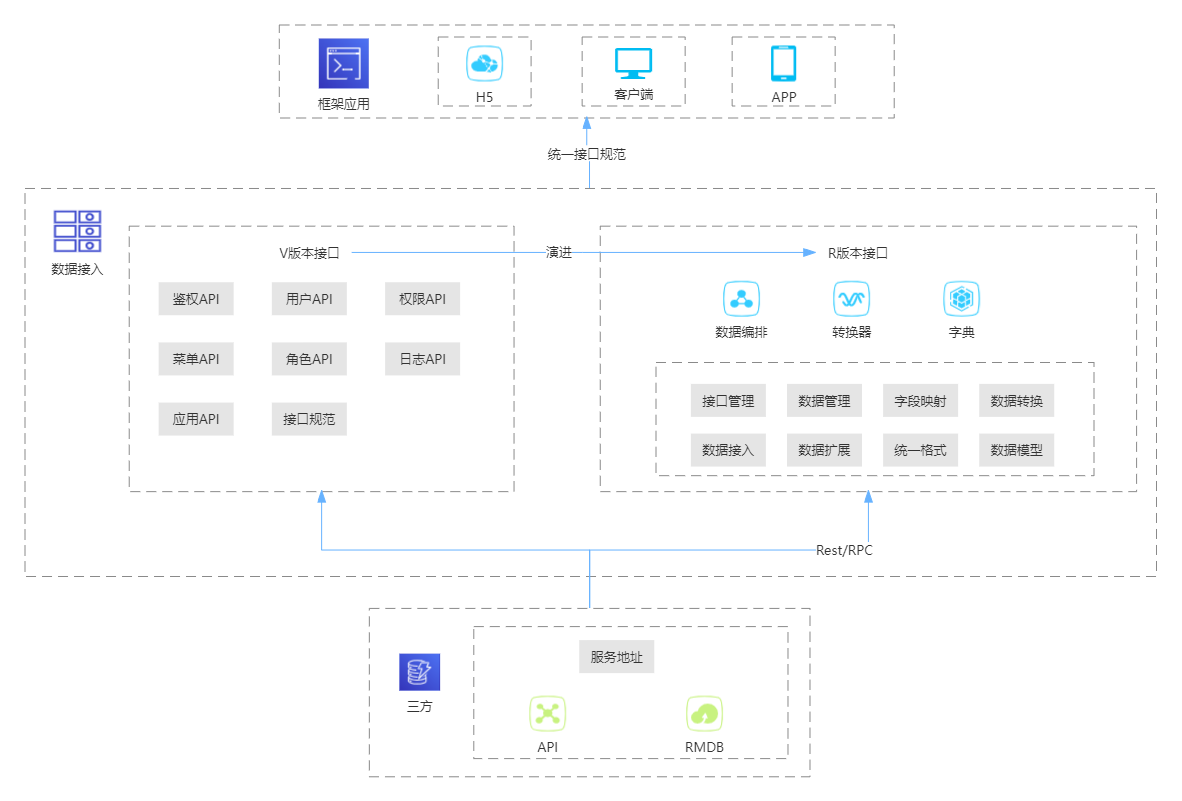 框架应用
H5
客户端
APP
统一接口规范
数据接入
V版本接口
演进
R版本接口
鉴权API
用户API
权限API
菜单API
角色API
日志API
应用API
接口规范
数据编排
转换器
字典
接口管理
数据管理
字段映射
数据转换
数据接入
数据扩展
统一格式
数据模型
Rest/RPC
三方
服务地址
API
RMDB